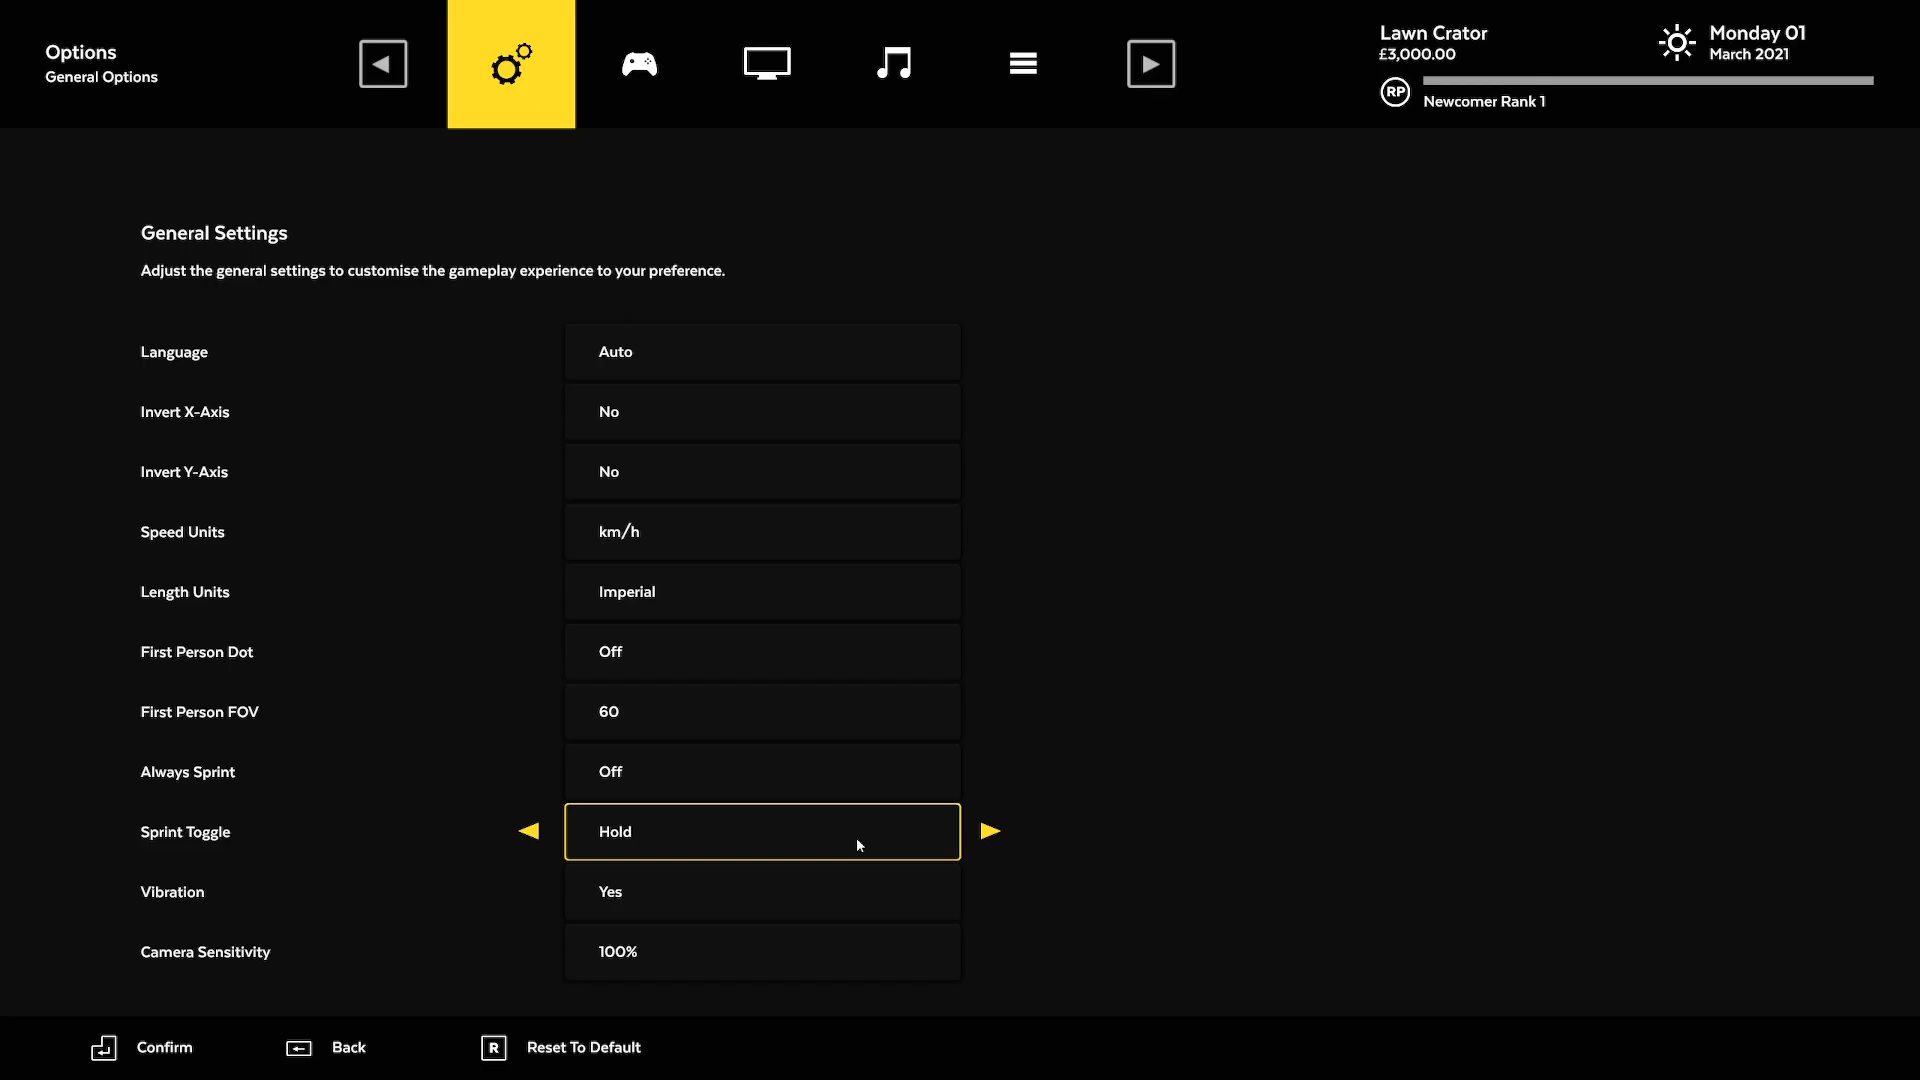 Options
General Options
Lawn Crator
£3,000.00
Monday 01
March 2021
RP
Newcomer Rank 1
General Settings
Adjust the general settings to customise the gameplay experience to your preference.
Language Auto
Invert X-Axis No
Invert Y-Axis No
Speed Units km/h
Length Units Imperial
First Person Dot Off
First Person FOV 60
Always Sprint Off
Sprint Toggle Hold
Vibration Yes
Camera Sensitivity 100%
Confirm Back R Reset To Default